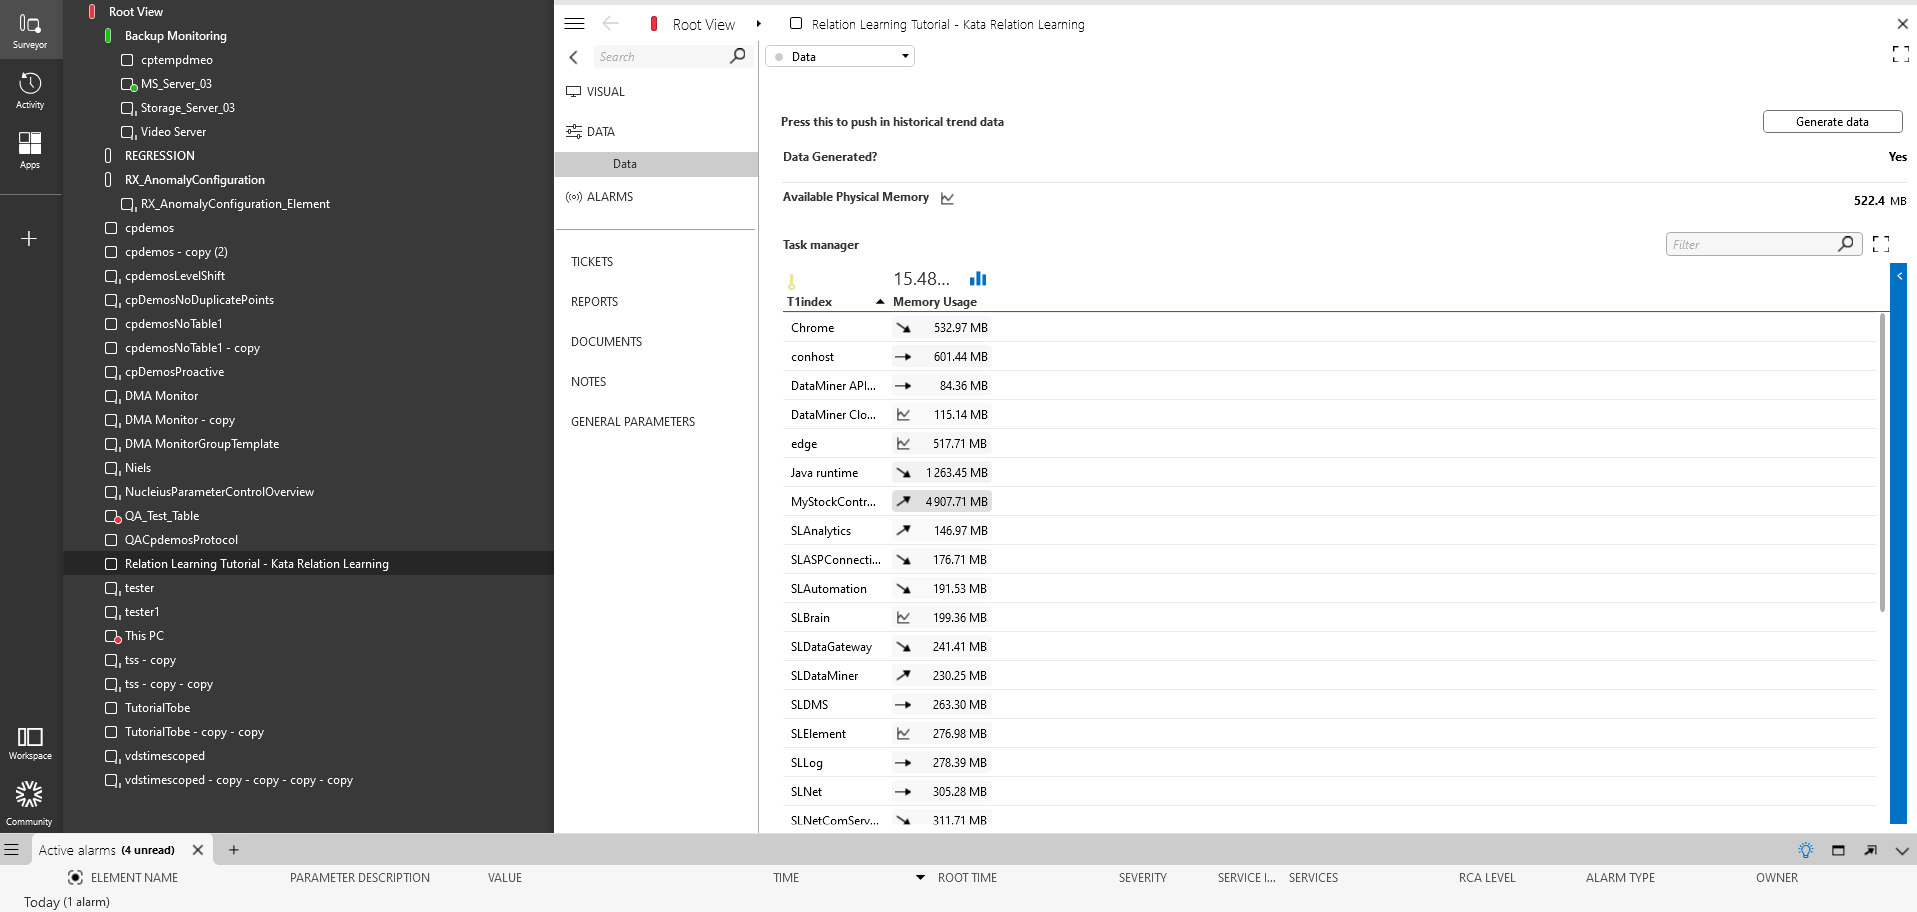 Surveyor
Activity
Apps
Workspace
Community
Root View
Backup Monitoring
cptempdmeo
MS_Server_03
Storage_Server_03
Video Server
REGRESSION
RX_AnomalyConfiguration
RX_AnomalyConfiguration_Element
cpdemos
cpdemos - copy (2)
cpdemosLevelShift
cpDemosNoDuplicatePoints
cpdemosNoTable1
cpdemosNoTable1 - copy
cpDemosProactive
DMA Monitor
DMA Monitor - copy
DMA MonitorGroupTemplate
Niels
NucleiusParameterControlOverview
QA_Test_Table
QACpdemosProtocol
Relation Learning Tutorial - Kata Relation Learning
tester
tester1
This PC
tss - copy
tss - copy - copy
TutorialTobe
TutorialTobe - copy - copy
vdstimescoped
vdstimescoped - copy - copy - copy - copy
Root View
Relation Learning Tutorial - Kata Relation Learning
Search
VISUAL
DATA
Data
ALARMS
TICKETS
REPORTS
DOCUMENTS
NOTES
GENERAL PARAMETERS
Data
Press this to push in historical trend data
Generate data
Data Generated?
Yes
Available Physical Memory
522.4 MB
Task manager
Filter
15.48...
T1index Memory Usage
Chrome 532.97 MB
conhost 601.44 MB
DataMiner API... 84.36 MB
DataMiner Clo... 115.14 MB
edge 517.71 MB
Java runtime 1 263.45 MB
MyStockContr... 4 907.71 MB
SLAnalytics 146.97 MB
SLASPConnecti... 176.71 MB
SLAutomation 191.53 MB
SLBrain 199.36 MB
SLDataGateway 241.41 MB
SLDataMiner 230.25 MB
SLDMS 263.30 MB
SLElement 276.98 MB
SLLog 278.39 MB
SLNet 305.28 MB
SLNetComServ... 311.71 MB
Active alarms (4 unread)
ELEMENT NAME PARAMETER DESCRIPTION VALUE TIME ROOT TIME SEVERITY SERVICE I... SERVICES RCA LEVEL ALARM TYPE OWNER
Today (1 alarm)